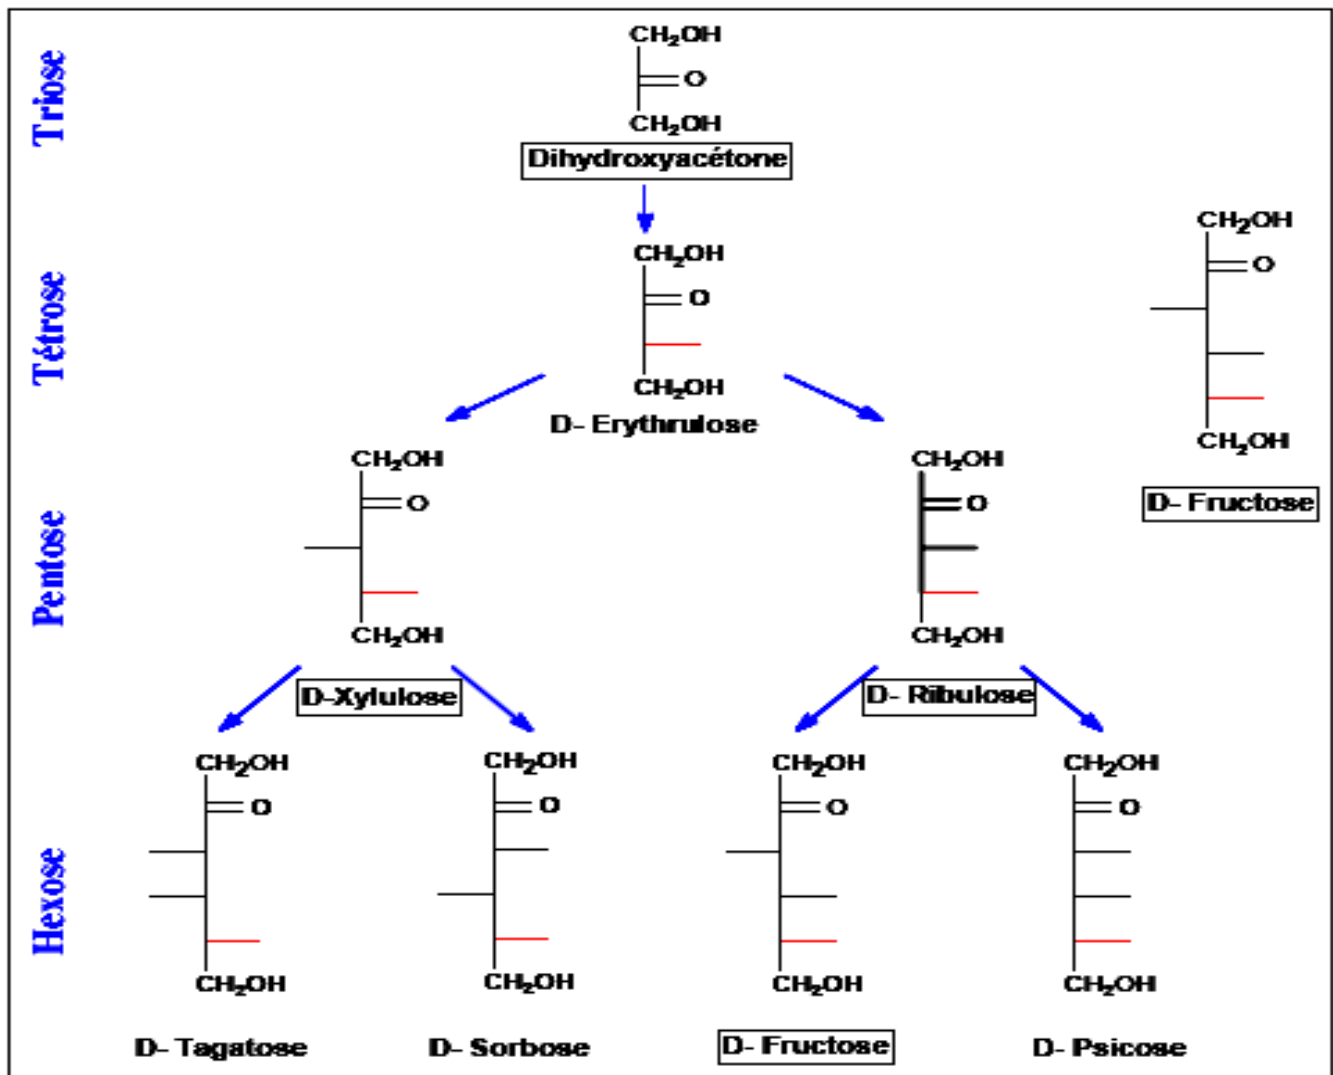 Triose
CH₂OH
O
CH₂OH
Dihydroxyacétone
Tétrose
CH₂OH
O
CH₂OH
D- Erythrulose
CH₂OH
O
CH₂OH
D- Fructose
Pentose
CH₂OH
O
CH₂OH
D-Xylulose
CH₂OH
O
CH₂OH
D- Ribulose
Hexose
CH₂OH
O
CH₂OH
D- Tagatose
CH₂OH
O
CH₂OH
D- Sorbose
CH₂OH
O
CH₂OH
D- Fructose
CH₂OH
O
CH₂OH
D- Psicose